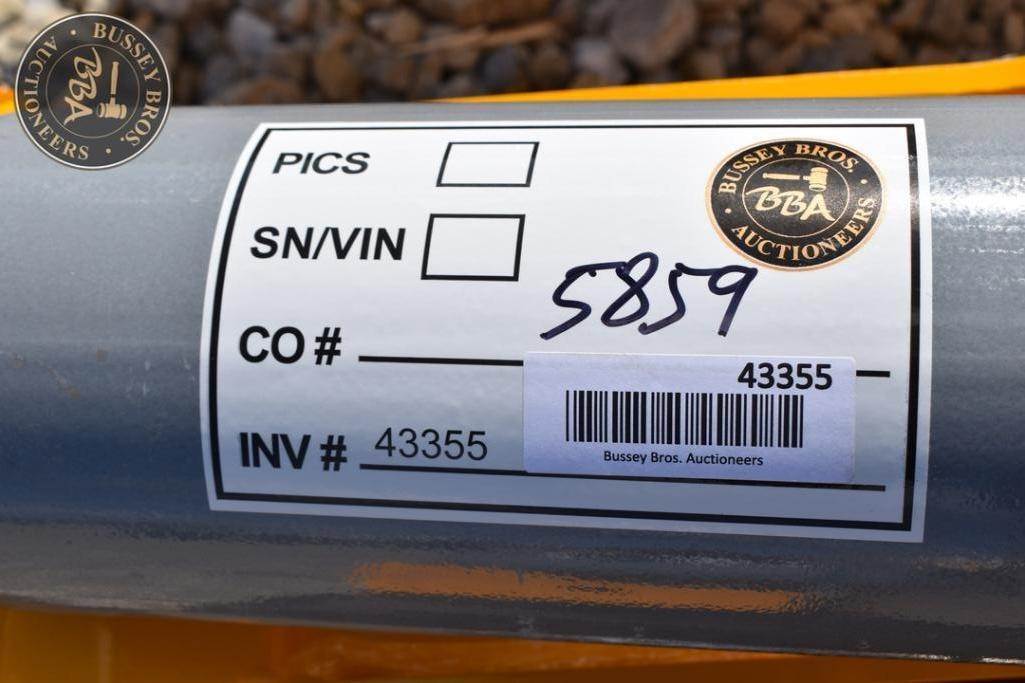 BUSSEY BROS.
BBA
AUCTIONEERS
PICS
BUSSEY BROS.
BBA
AUCTIONEERS
SN/VIN
5859
CO #
43355
INV # 43355
Bussey Bros. Auctioneers